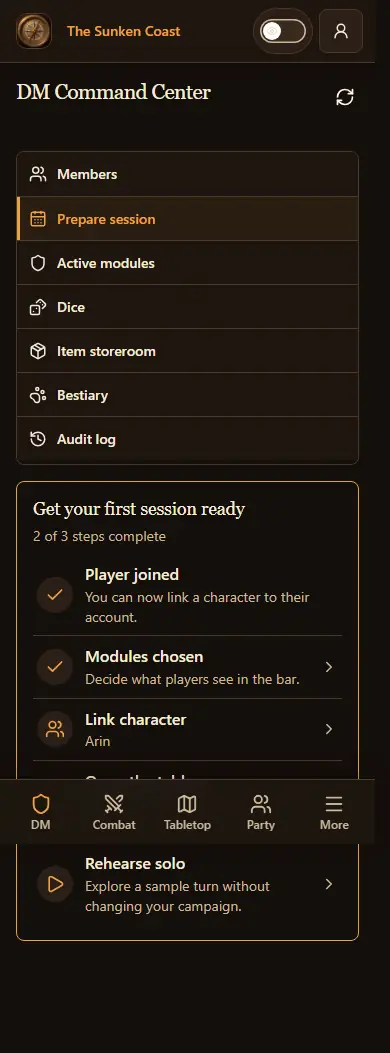 The Sunken Coast
DM Command Center
Members
Prepare session
Active modules
Dice
Item storeroom
Bestiary
Audit log
Get your first session ready
2 of 3 steps complete
Player joined
You can now link a character to their
account.
Modules chosen
Decide what players see in the bar.
Link character
Arin
DM
Combat
Tabletop
Party
More
Rehearse solo
Explore a sample turn without
changing your campaign.